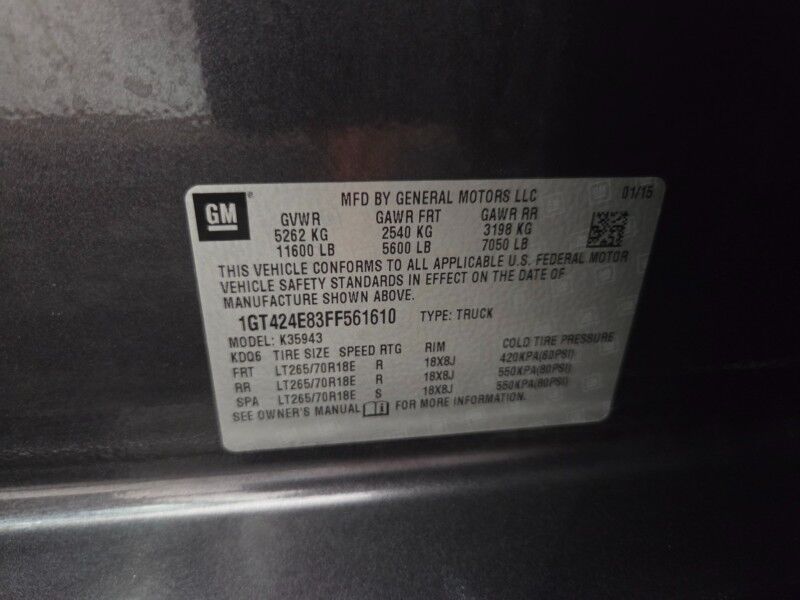 GM MFD BY GENERAL MOTORS LLC 01/15
GVWR GAWR FRT GAWR RR
5262 KG 2540 KG 3198 KG
11600 LB 5600 LB 7050 LB
THIS VEHICLE CONFORMS TO ALL APPLICABLE U.S. FEDERAL MOTOR
VEHICLE SAFETY STANDARDS IN EFFECT ON THE DATE OF
MANUFACTURE SHOWN ABOVE.
1GT424E83FF561610 TYPE: TRUCK
MODEL: K35943
KDQ6 TIRE SIZE SPEED RTG RIM COLD TIRE PRESSURE
FRT LT265/70R18E R 18X8J 420KPA(60PSI)
RR LT265/70R18E R 18X8J 550KPA(80PSI)
SPA LT265/70R18E S 18X8J 550KPA(80PSI)
SEE OWNER'S MANUAL FOR MORE INFORMATION.